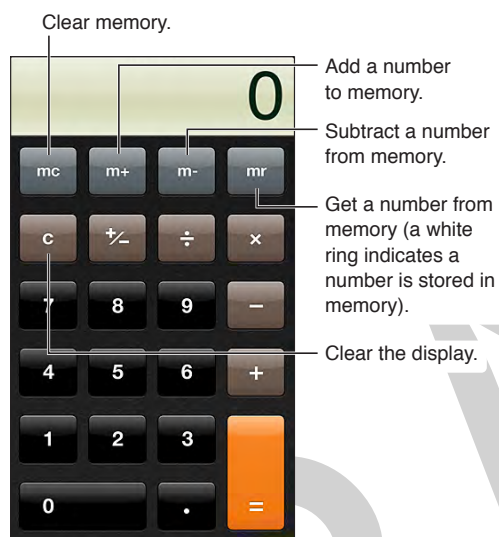 Clear memory.
Add a number
to memory.
0
Subtract a number
from memory.
mc m+ m- mr
Get a number from
memory (a white
ring indicates a
number is stored in
memory).
c +⁄− ÷ ×
7 8 9 −
Clear the display.
4 5 6 +
1 2 3
0 . =